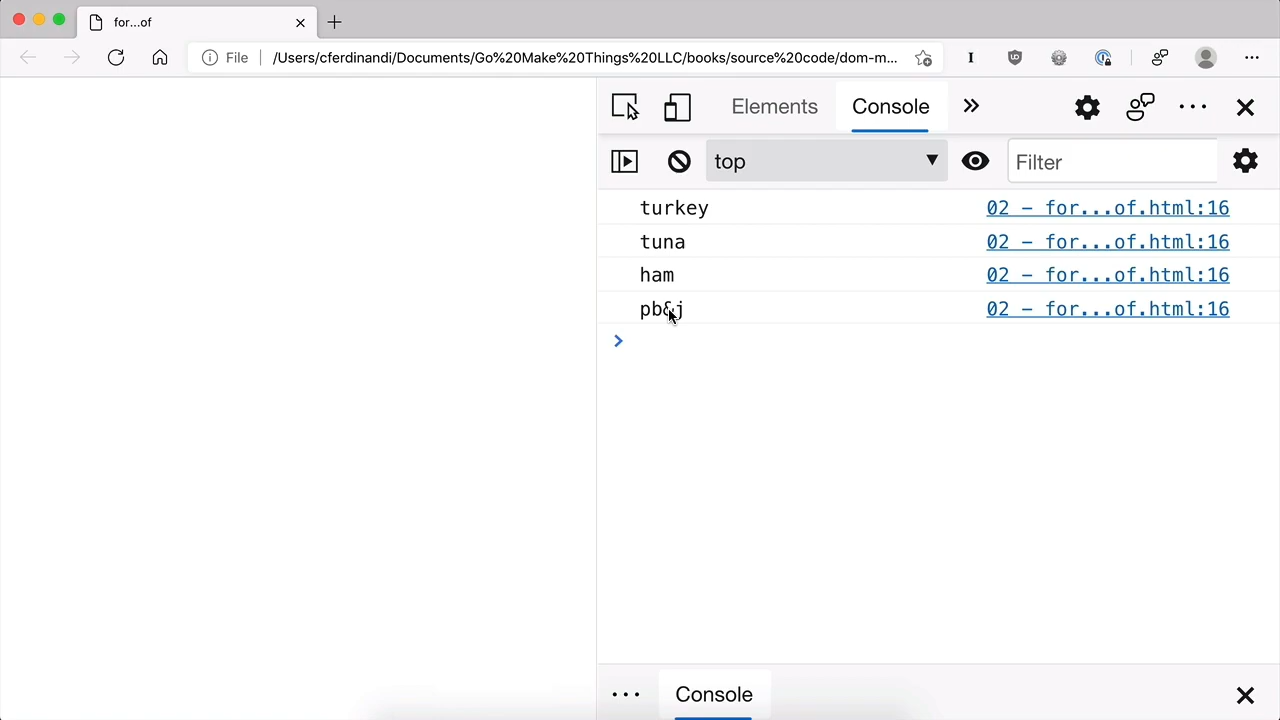 for...of
File
/Users/cferdinandi/Documents/Go%20Make%20Things%20LLC/books/source%20code/dom-m...
Elements
Console
top
Filter
turkey 02 - for...of.html:16
tuna 02 - for...of.html:16
ham 02 - for...of.html:16
pb&j 02 - for...of.html:16
Console